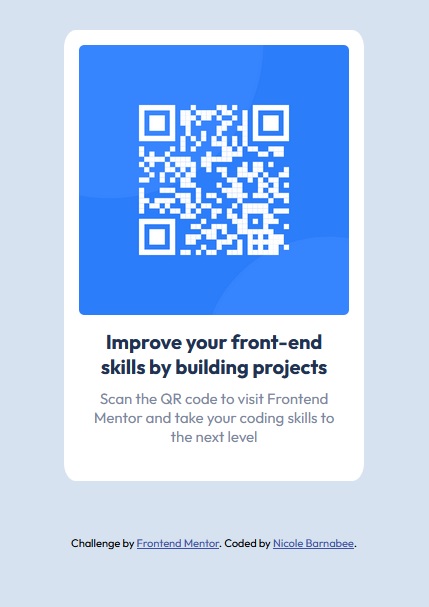 Improve your front-end
skills by building projects
Scan the QR code to visit Frontend
Mentor and take your coding skills to
the next level
Challenge by Frontend Mentor. Coded by Nicole Barnabee.